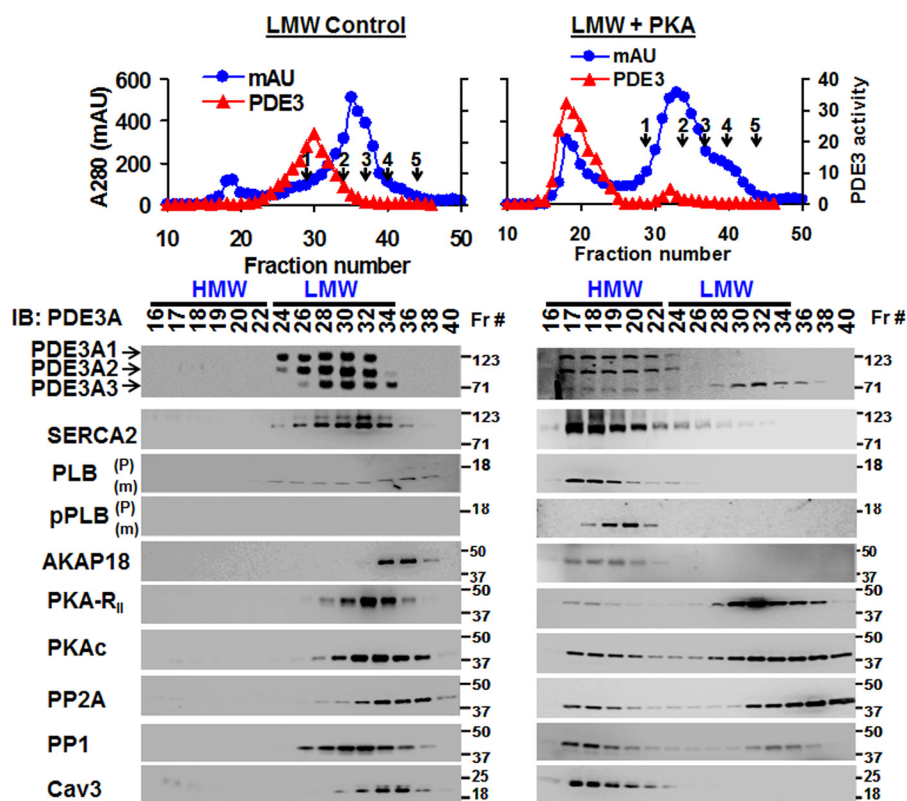 LMW Control
LMW + PKA
mAU
PDE3
mAU
PDE3
A280 (mAU)
600
400
200
0
1 2 3 4 5
10 20 30 40 50
Fraction number
1 2 3 4 5
40
30
20
10
0
PDE3 activity
10 20 30 40 50
Fraction number
HMW LMW
HMW LMW
IB: PDE3A
16 17 18 19 20 22 24 26 28 30 32 34 36 38 40 Fr #
16 17 18 19 20 22 24 26 28 30 32 34 36 38 40 Fr #
PDE3A1
PDE3A2
PDE3A3
123
71
123
71
SERCA2
123
71
123
71
PLB (P)
(m)
18
18
pPLB (P)
(m)
18
18
AKAP18
50
37
50
37
PKA-RII
50
37
50
37
PKAc
50
37
50
37
PP2A
50
37
50
37
PP1
50
37
50
37
Cav3
25
18
25
18